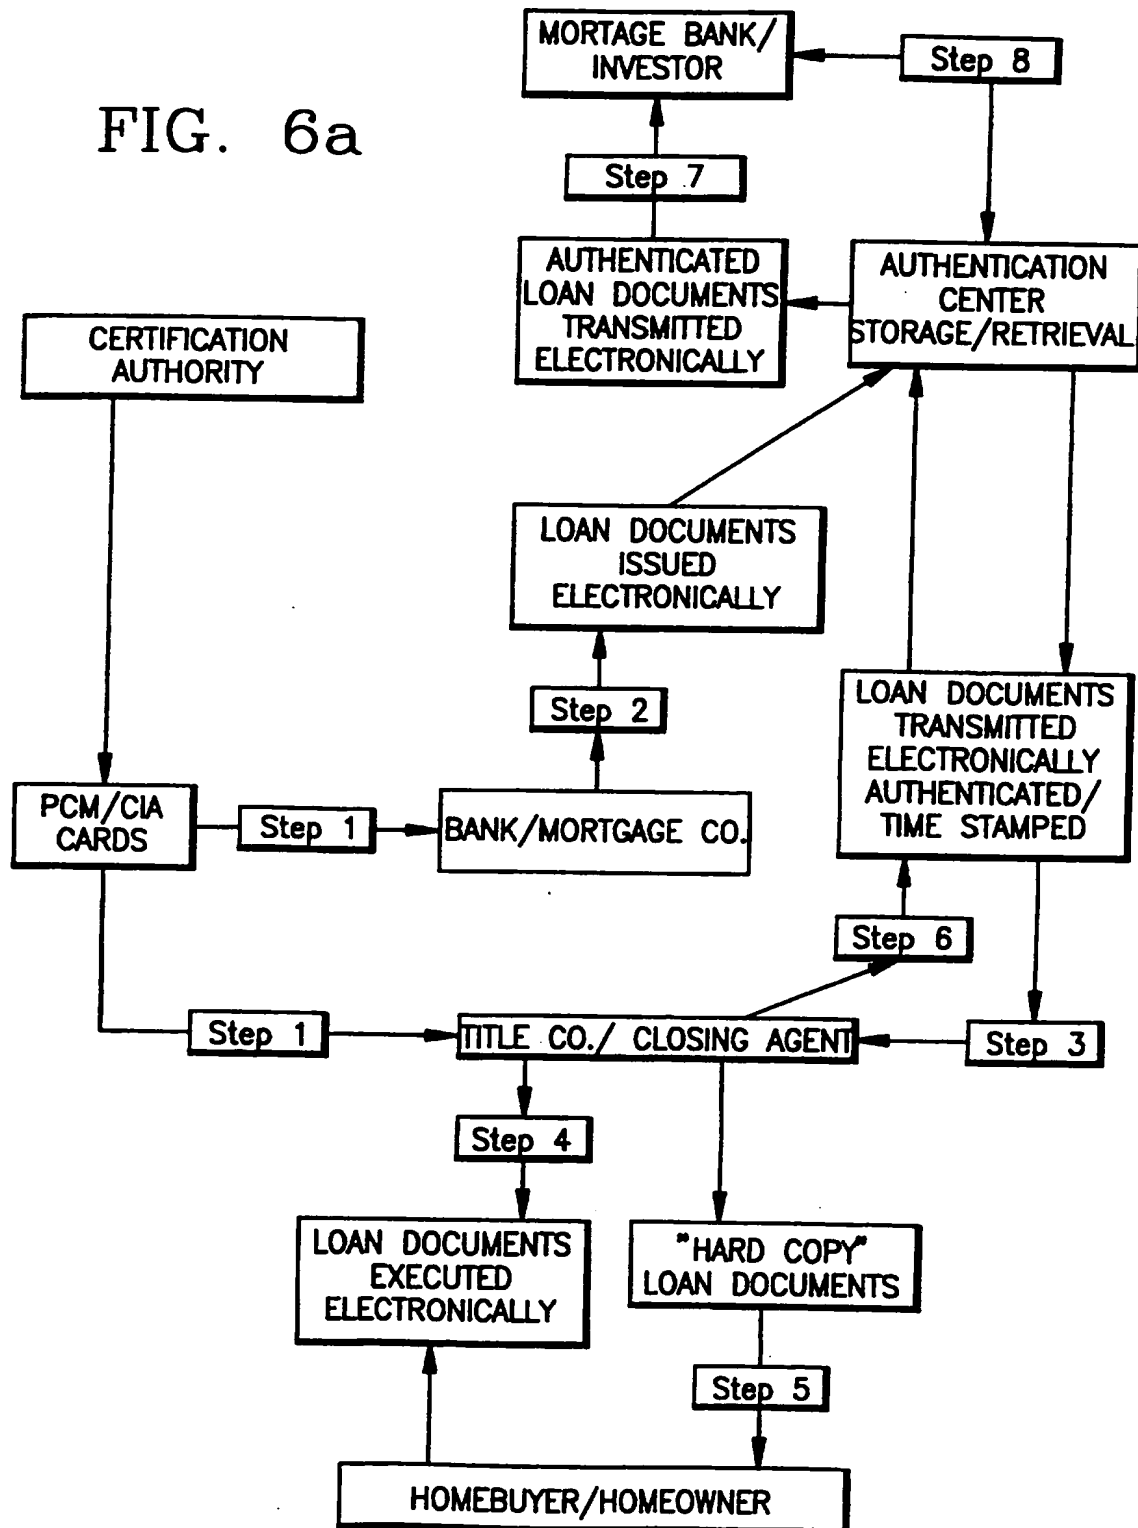 MORTAGE BANK/
INVESTOR
Step 8
FIG. 6a
Step 7
AUTHENTICATED
LOAN DOCUMENTS
TRANSMITTED
ELECTRONICALLY
AUTHENTICATION
CENTER
STORAGE/RETRIEVAL
CERTIFICATION
AUTHORITY
LOAN DOCUMENTS
ISSUED
ELECTRONICALLY
Step 2
LOAN DOCUMENTS
TRANSMITTED
ELECTRONICALLY
AUTHENTICATED/
TIME STAMPED
PCM/CIA
CARDS
Step 1
BANK/MORTGAGE CO.
Step 6
Step 1
TITLE CO./ CLOSING AGENT
Step 3
Step 4
LOAN DOCUMENTS
EXECUTED
ELECTRONICALLY
"HARD COPY"
LOAN DOCUMENTS
Step 5
HOMEBUYER/HOMEOWNER